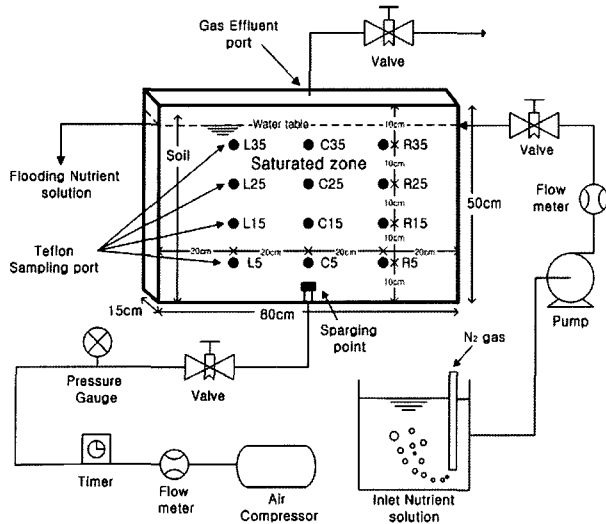 Gas Effluent
port
Valve
Water table
10cm
Soil
L35
C35
R35
Valve
Saturated zone
10cm
Flooding Nutrient
solution
L25
C25
R25
Flow
meter
10cm
50cm
L15
C15
R15
Teflon
Sampling port
10cm
20cm
20cm
20cm
20cm
L5
C5
R5
10cm
15cm
80cm
Sparging
point
Pump
N₂ gas
Pressure
Gauge
Valve
Timer
Flow
meter
Air
Compressor
Inlet Nutrient
solution